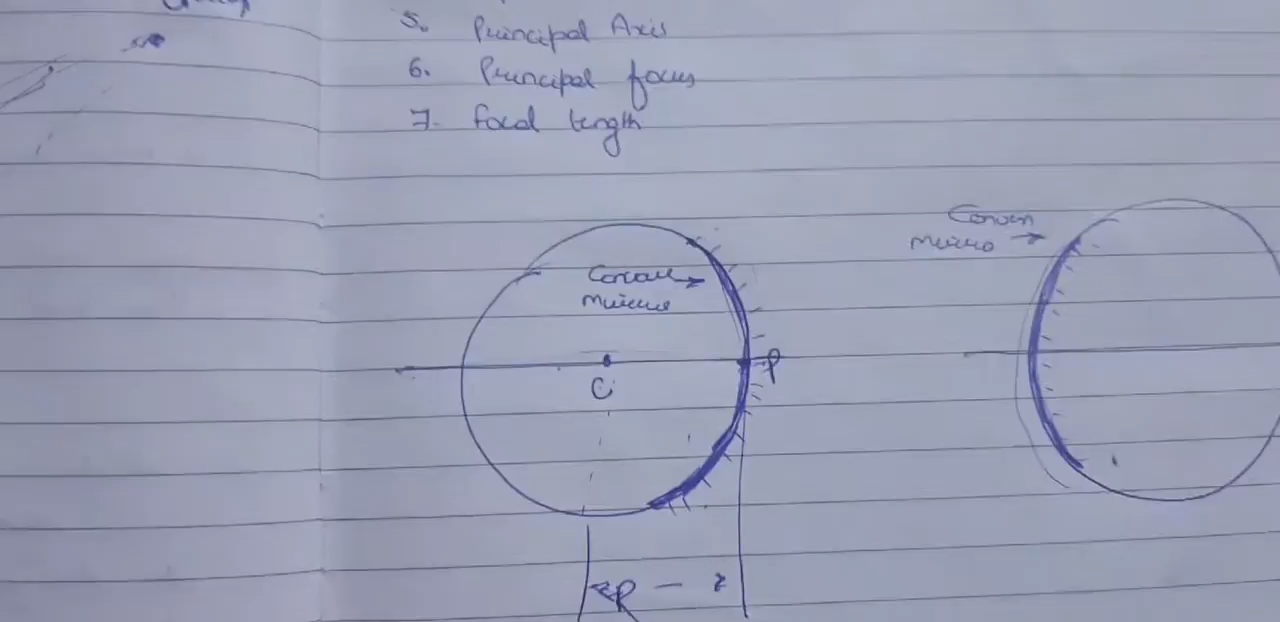 5. Principal Axis
6. Principal focus
7. focal length
Concave
mirror
Convex
mirror
P
C
R